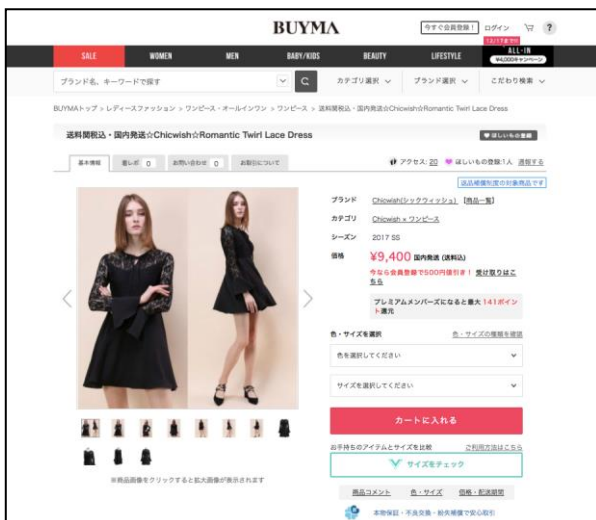 BUYMA
今すぐ会員登録！ ログイン ?
12/17まで!!
SALE WOMEN MEN BABY/KIDS BEAUTY LIFESTYLE ALL-IN
¥4,000キャンペーン
ブランド名、キーワードで探す カテゴリ選択 ブランド選択 こだわり検索
BUYMAトップ > レディースファッション > ワンピース・オールインワン > ワンピース > 送料関税込・国内発送☆Chicwish☆Romantic Twirl Lace Dress
送料関税込・国内発送☆Chicwish☆Romantic Twirl Lace Dress ほしいもの登録
基本情報 着レポ 0 お問い合わせ 0 お取引について アクセス: 20 ほしいもの登録:1人 通報する
返品補償制度の対象商品です
ブランド Chicwish(シックウィッシュ) [商品一覧]
カテゴリ Chicwish × ワンピース
シーズン 2017 SS
価格 ¥9,400 国内発送 (送料込)
今なら会員登録で500円値引き！ 受け取りはこ
ちら
プレミアムメンバーズになると最大 141ポイン
ト還元
色・サイズを選択 色・サイズの種類を確認
色を選択してください
サイズを選択してください
カートに入れる
お手持ちのアイテムとサイズを比較 ご利用方法はこちら
サイズをチェック
※商品画像をクリックすると拡大画像が表示されます
商品コメント 色・サイズ 価格・配送期間
本物保証・不良交換・紛失補償で安心取引